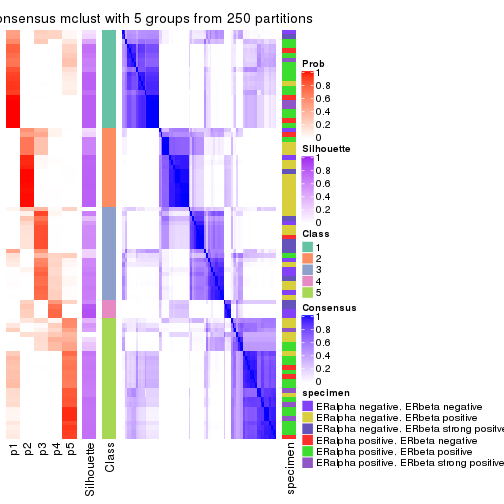 onsensus mclust with 5 groups from 250 partitions
Prob
1
0.8
0.6
0.4
0.2
0
Silhouette
1
0.8
0.6
0.4
0.2
0
Class
1
2
3
4
5
Consensus
1
0.8
0.6
0.4
0.2
0
specimen
ERalpha negative. ERbeta negative
ERalpha negative. ERbeta positive
ERalpha negative. ERbeta strong positive
ERalpha positive. ERbeta negative
ERalpha positive. ERbeta positive
ERalpha positive. ERbeta strong positive
p1
p2
p3
p4
p5
Silhouette
Class
specimen